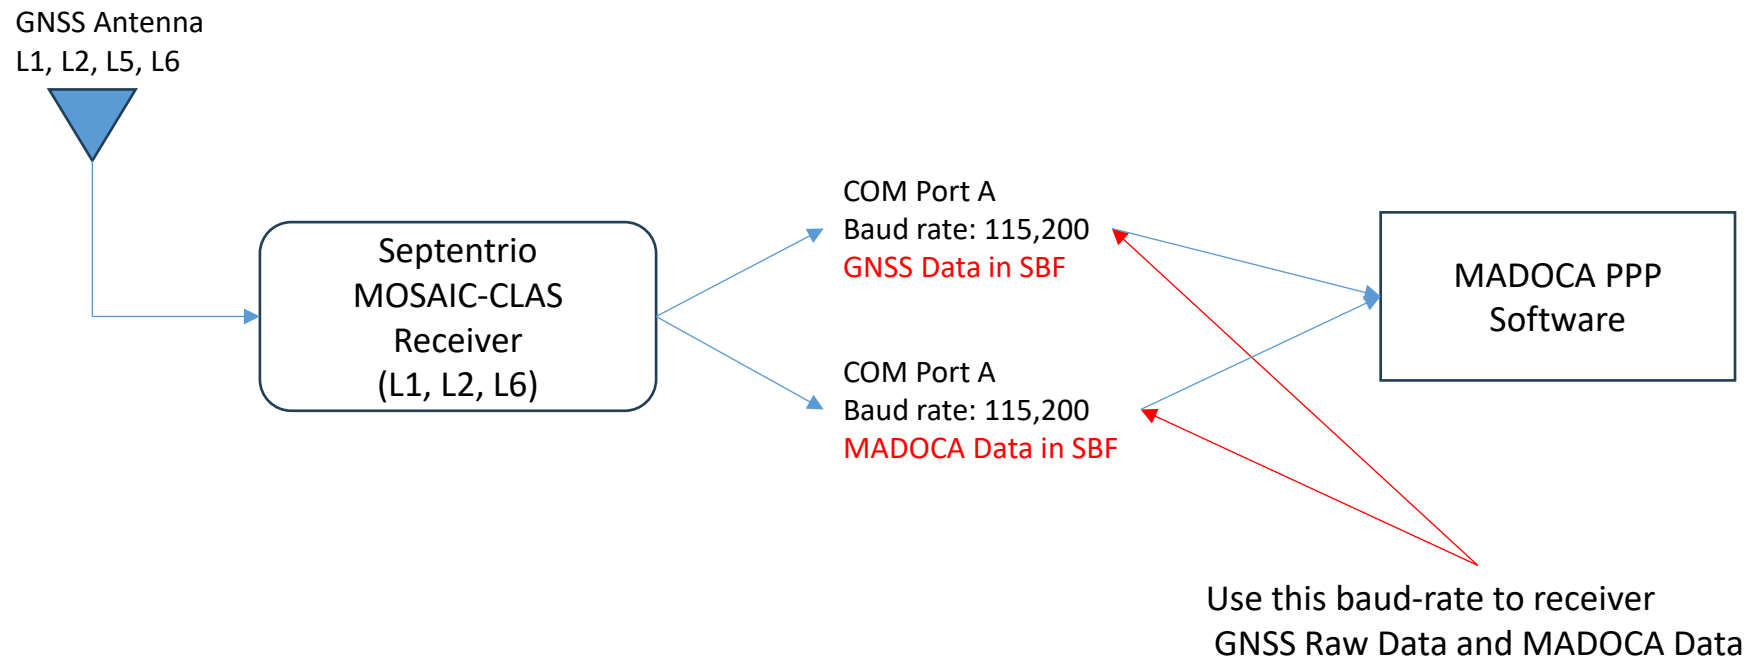 GNSS Antenna
L1, L2, L5, L6
Septentrio
MOSAIC-CLAS
Receiver
(L1, L2, L6)
COM Port A
Baud rate: 115,200
GNSS Data in SBF
COM Port A
Baud rate: 115,200
MADOCA Data in SBF
MADOCA PPP
Software
Use this baud-rate to receiver
GNSS Raw Data and MADOCA Data